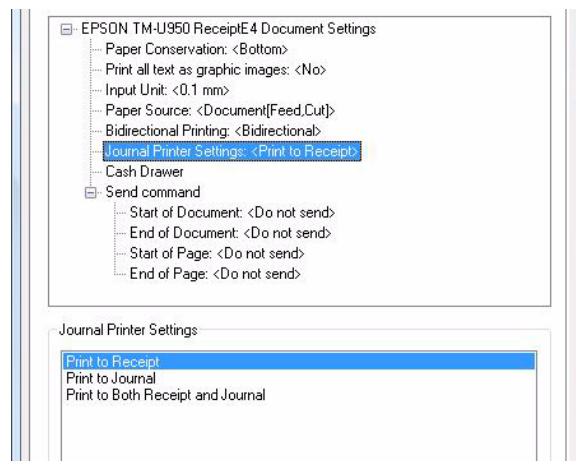 EPSON TM-U950 ReceiptE4 Document Settings
Paper Conservation: <Bottom>
Print all text as graphic images: <No>
Input Unit: <0.1 mm>
Paper Source: <Document[Feed,Cut]>
Bidirectional Printing: <Bidirectional>
Journal Printer Settings: <Print to Receipt>
Cash Drawer
Send command
Start of Document: <Do not send>
End of Document: <Do not send>
Start of Page: <Do not send>
End of Page: <Do not send>
Journal Printer Settings
Print to Receipt
Print to Journal
Print to Both Receipt and Journal